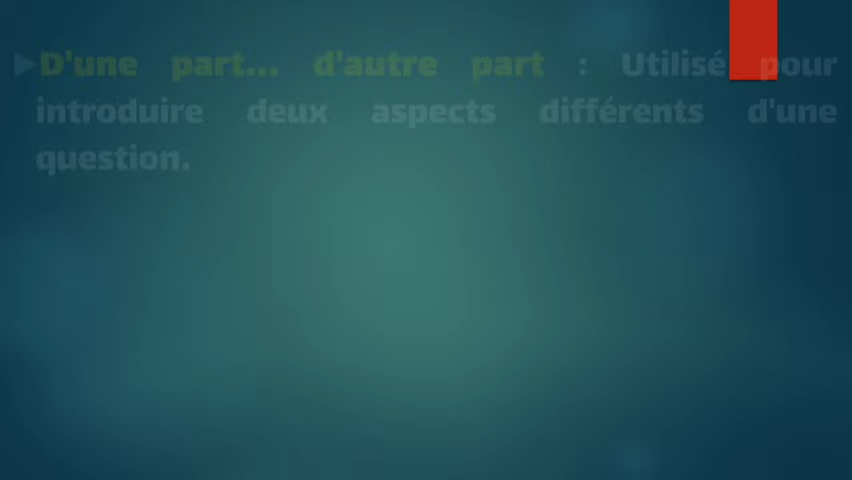 D'une part... d'autre part : Utilisé pour
introduire deux aspects différents d'une
question.